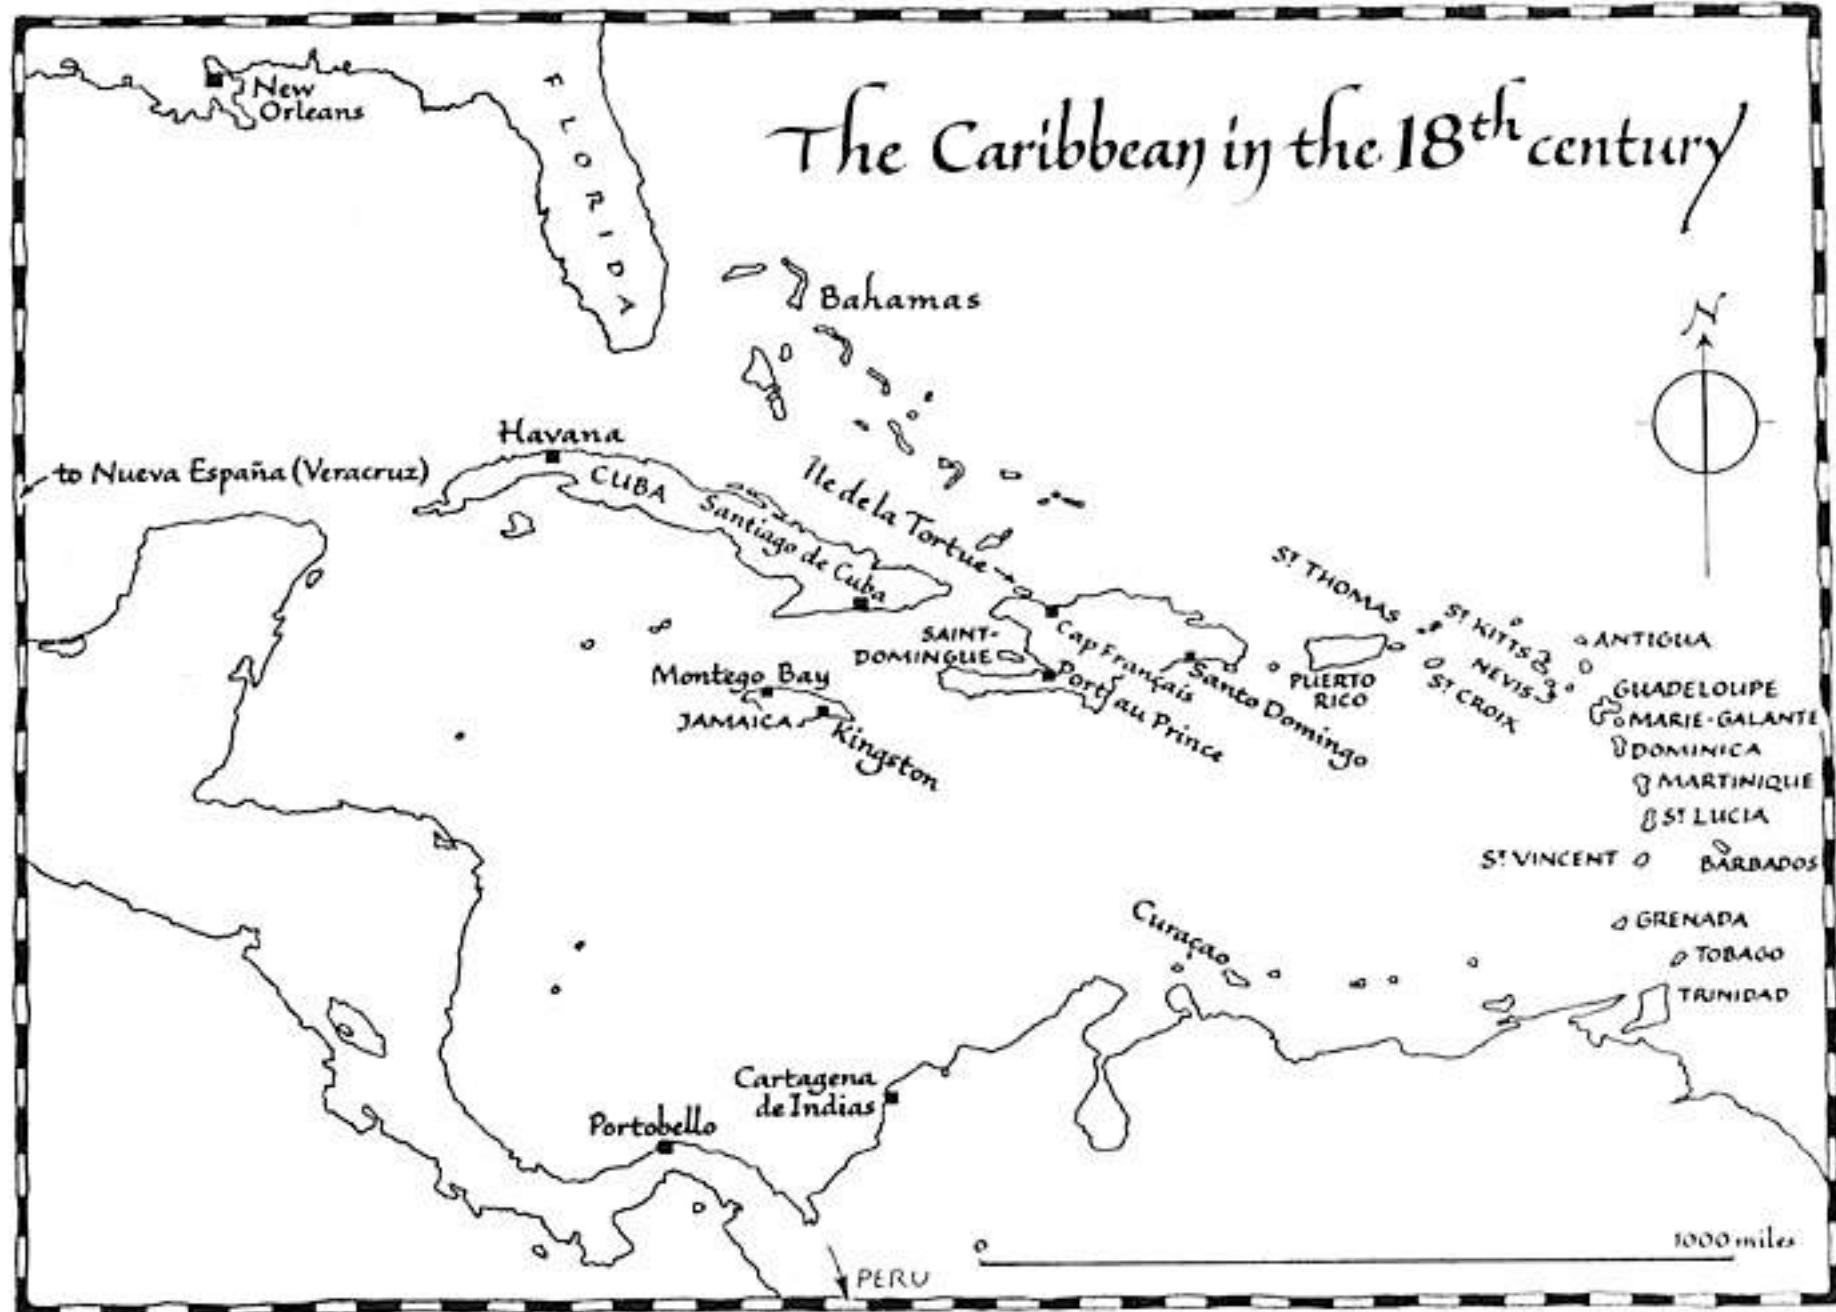 The Caribbean in the 18th century
New
Orleans
FLORIDA
Bahamas
N
Havana
to Nueva España (Veracruz)
CUBA
Santiago de Cuba
Ile de la Tortue
ST THOMAS
ST KITTS
ANTIGUA
NEVIS
ST CROIX
SAINT-
DOMINGUE
Cap Français
Port au Prince
Santo Domingo
PUERTO
RICO
Montego Bay
JAMAICA
Kingston
GUADELOUPE
MARIE-GALANTE
DOMINICA
MARTINIQUE
ST LUCIA
ST VINCENT
BARBADOS
Curaçao
GRENADA
TOBAGO
TRINIDAD
Cartagena
de Indias
Portobello
PERU
0
1000 miles